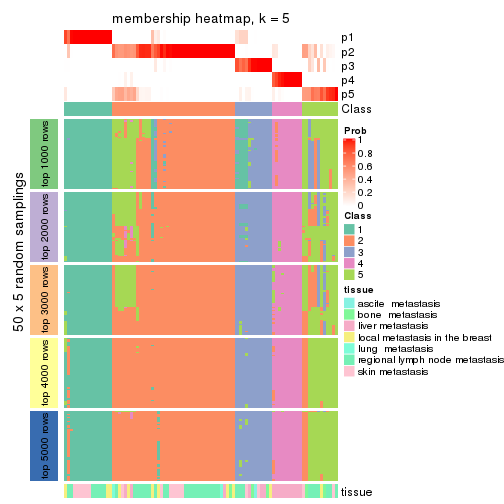 membership heatmap, k = 5
p1
p2
p3
p4
p5
Class
50 x 5 random samplings
top 1000 rows
top 2000 rows
top 3000 rows
top 4000 rows
top 5000 rows
Prob
1
0.8
0.6
0.4
0.2
0
Class
1
2
3
4
5
tissue
ascite metastasis
bone metastasis
liver metastasis
local metastasis in the breast
lung metastasis
regional lymph node metastasis
skin metastasis
tissue